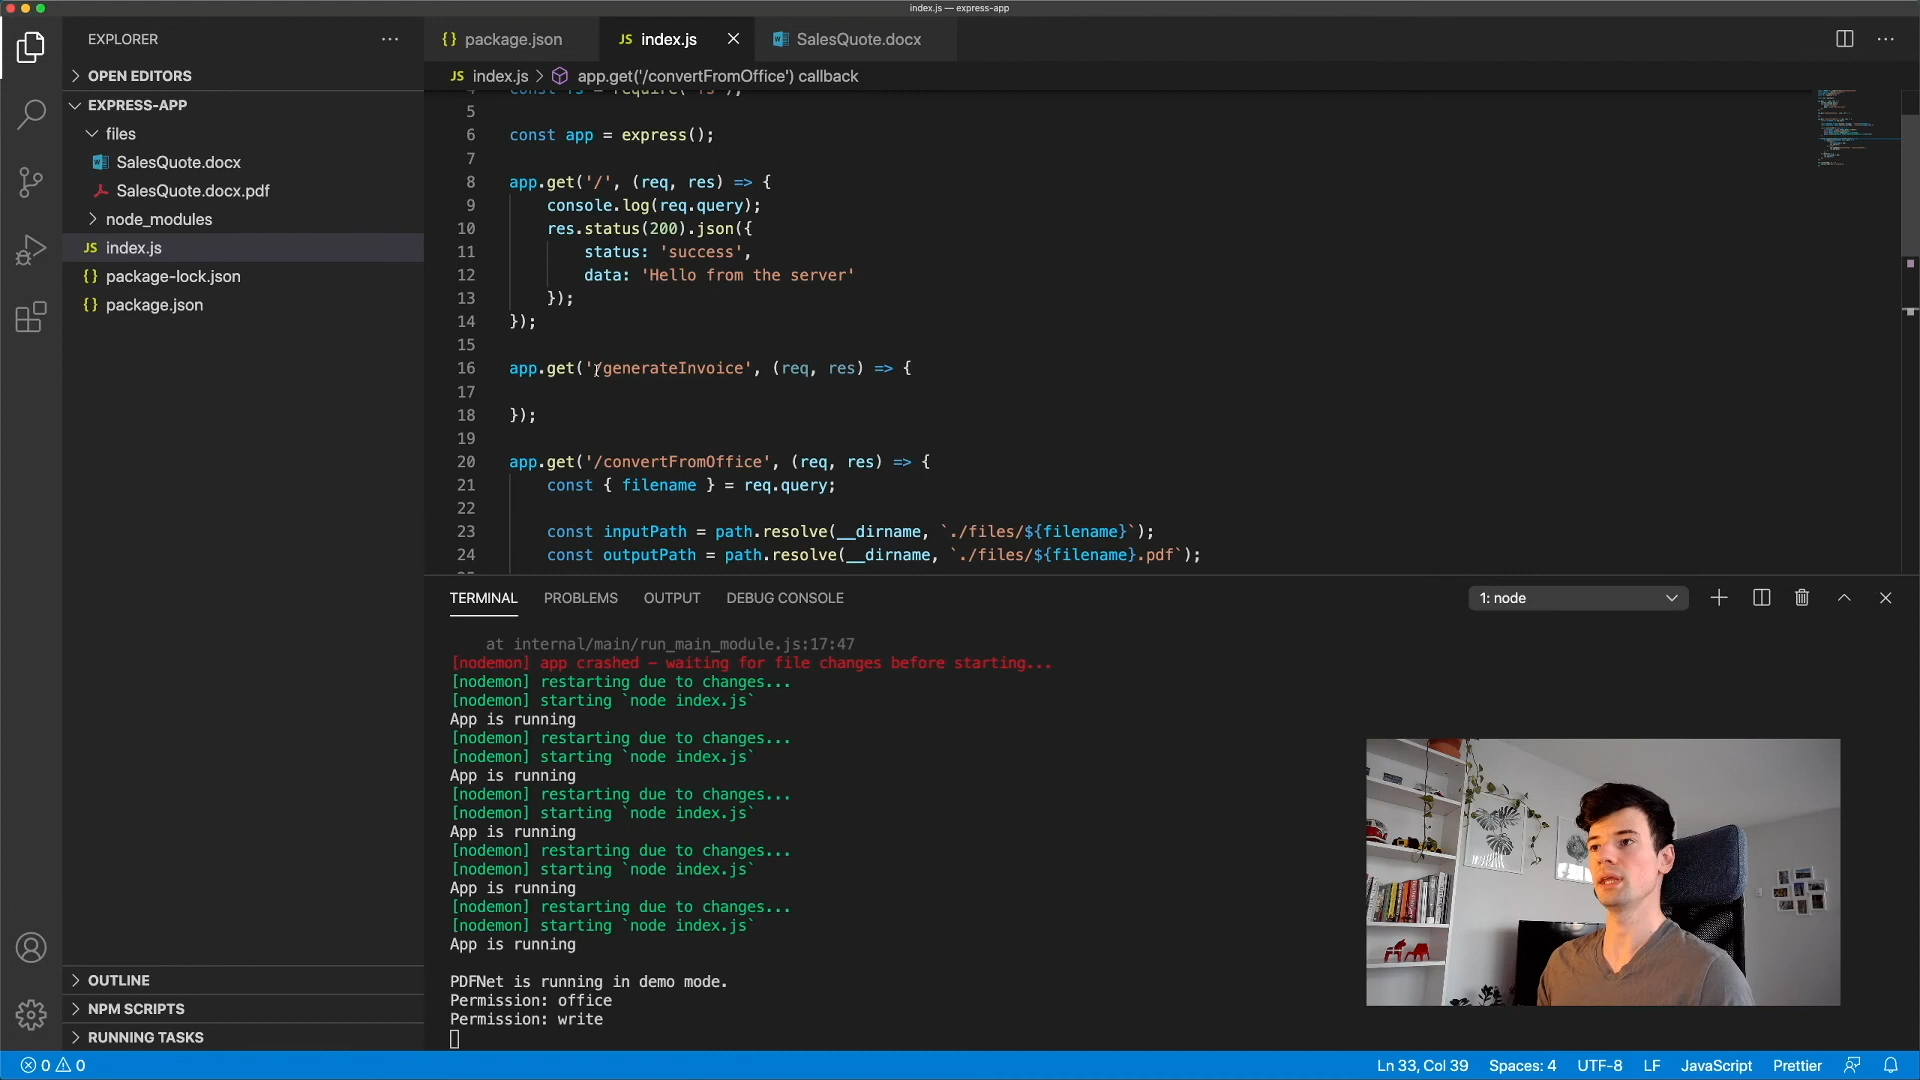 index.js — express-app
EXPLORER
OPEN EDITORS
EXPRESS-APP
files
SalesQuote.docx
SalesQuote.docx.pdf
node_modules
JS index.js
{} package-lock.json
{} package.json
OUTLINE
NPM SCRIPTS
RUNNING TASKS
{} package.json
JS index.js
SalesQuote.docx
JS index.js > app.get('/convertFromOffice') callback
4 const fs = require('fs');
5
6 const app = express();
7
8 app.get('/', (req, res) => {
9 console.log(req.query);
10 res.status(200).json({
11 status: 'success',
12 data: 'Hello from the server'
13 });
14 });
15
16 app.get('/generateInvoice', (req, res) => {
17
18 });
19
20 app.get('/convertFromOffice', (req, res) => {
21 const { filename } = req.query;
22
23 const inputPath = path.resolve(__dirname, `./files/${filename}`);
24 const outputPath = path.resolve(__dirname, `./files/${filename}.pdf`);
TERMINAL PROBLEMS OUTPUT DEBUG CONSOLE
1: node
at internal/main/run_main_module.js:17:47
[nodemon] app crashed - waiting for file changes before starting...
[nodemon] restarting due to changes...
[nodemon] starting `node index.js`
App is running
[nodemon] restarting due to changes...
[nodemon] starting `node index.js`
App is running
[nodemon] restarting due to changes...
[nodemon] starting `node index.js`
App is running
[nodemon] restarting due to changes...
[nodemon] starting `node index.js`
App is running
[nodemon] restarting due to changes...
[nodemon] starting `node index.js`
App is running
PDFNet is running in demo mode.
Permission: office
Permission: write
0 0
Ln 33, Col 39 Spaces: 4 UTF-8 LF JavaScript Prettier